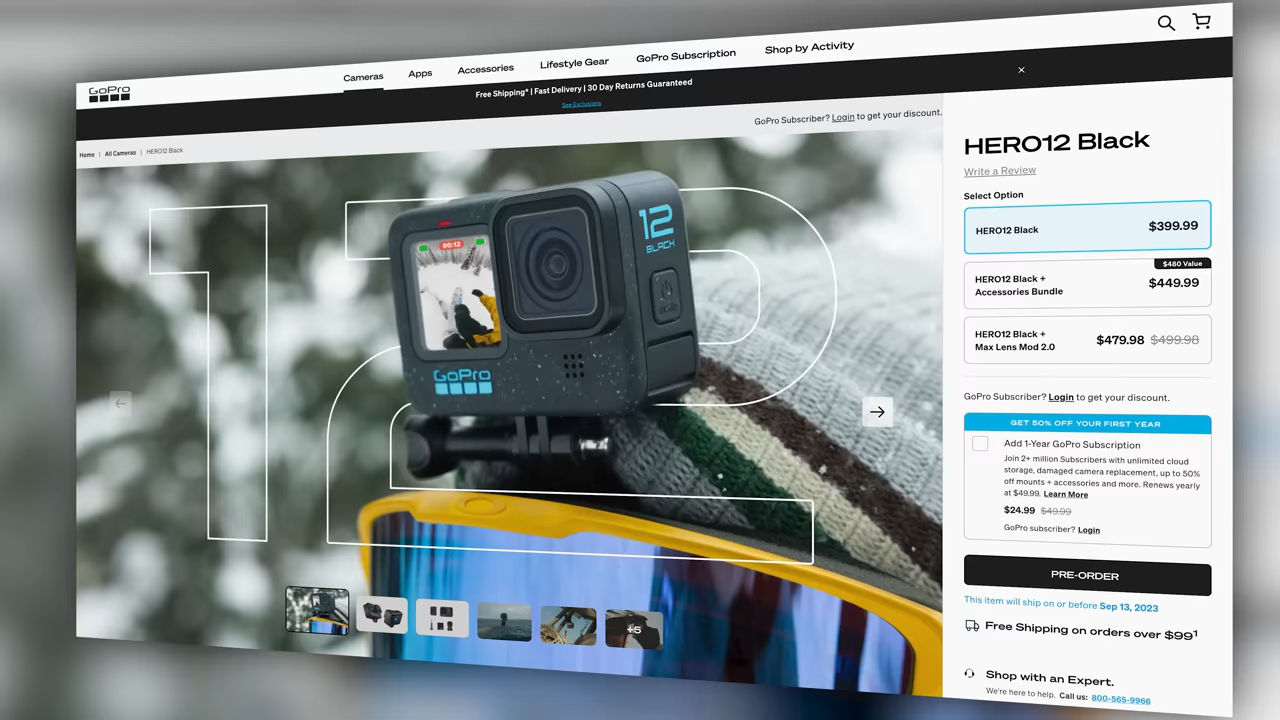 GoPro
Cameras
Apps
Accessories
Lifestyle Gear
GoPro Subscription
Shop by Activity
Free Shipping* | Fast Delivery | 30 Day Returns Guaranteed
See Exclusions
GoPro Subscriber? Login to get your discount.
Home | All Cameras | HERO12 Black
12
BLACK
00:12
GoPro
12
+5
HERO12 Black
Write a Review
Select Option
HERO12 Black $399.99
$480 Value
HERO12 Black +
Accessories Bundle $449.99
HERO12 Black +
Max Lens Mod 2.0 $479.98 $499.98
GoPro Subscriber? Login to get your discount.
GET 50% OFF YOUR FIRST YEAR
Add 1-Year GoPro Subscription
Join 2+ million Subscribers with unlimited cloud
storage, damaged camera replacement, up to 50%
off mounts + accessories and more. Renews yearly
at $49.99. Learn More
$24.99 $49.99
GoPro subscriber? Login
PRE-ORDER
This item will ship on or before Sep 13, 2023
Free Shipping on orders over $99¹
Shop with an Expert.
We're here to help. Call us: 800-565-9966